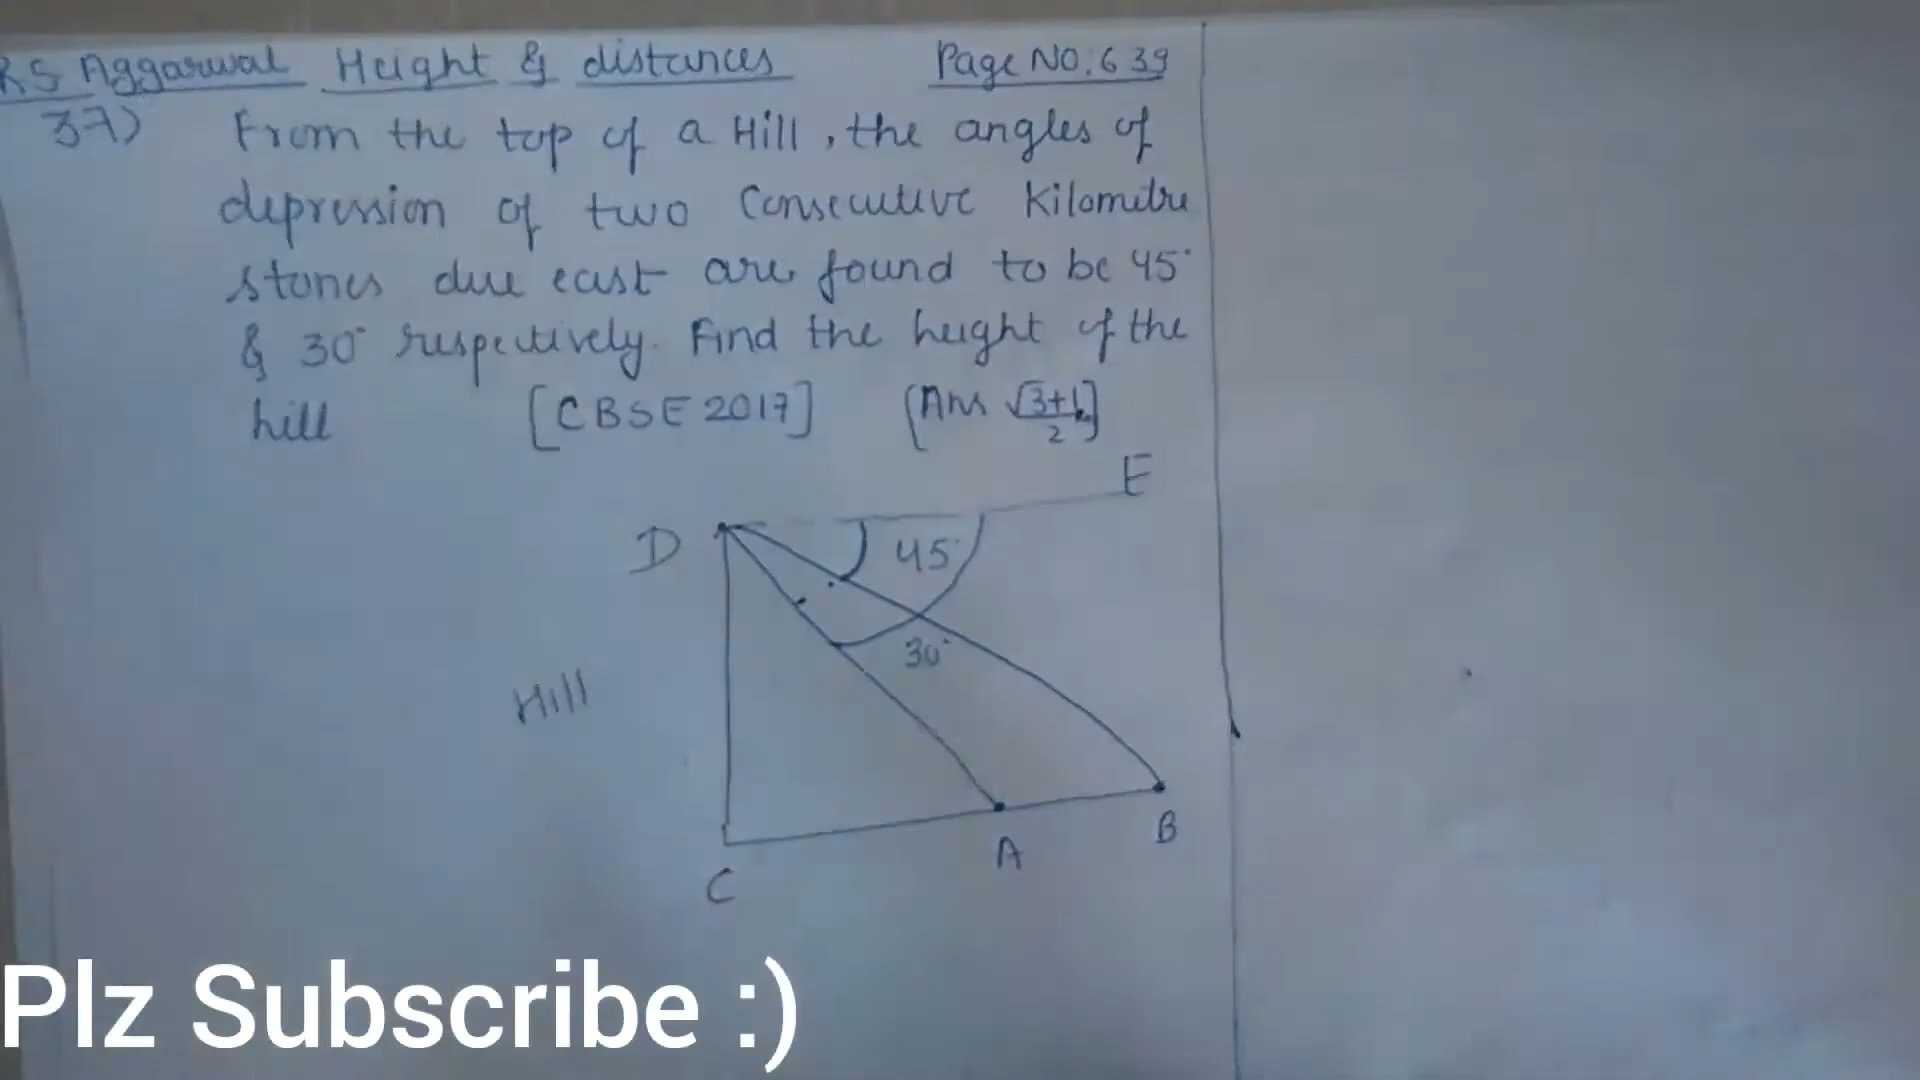 RS Aggarwal Height & distances Page No: 639
37) From the top of a Hill, the angles of
depression of two Consecutive Kilometre
stones due east are found to be 45°
& 30° respectively. Find the height of the
hill [CBSE 2017] [Ans √3+1/2 km]
E
D
45°
30°
Hill
B
A
C
Plz Subscribe :)